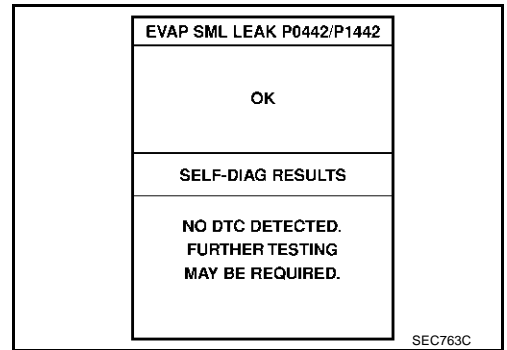 EVAP SML LEAK P0442/P1442
OK
SELF-DIAG RESULTS
NO DTC DETECTED.
FURTHER TESTING
MAY BE REQUIRED.
SEC763C